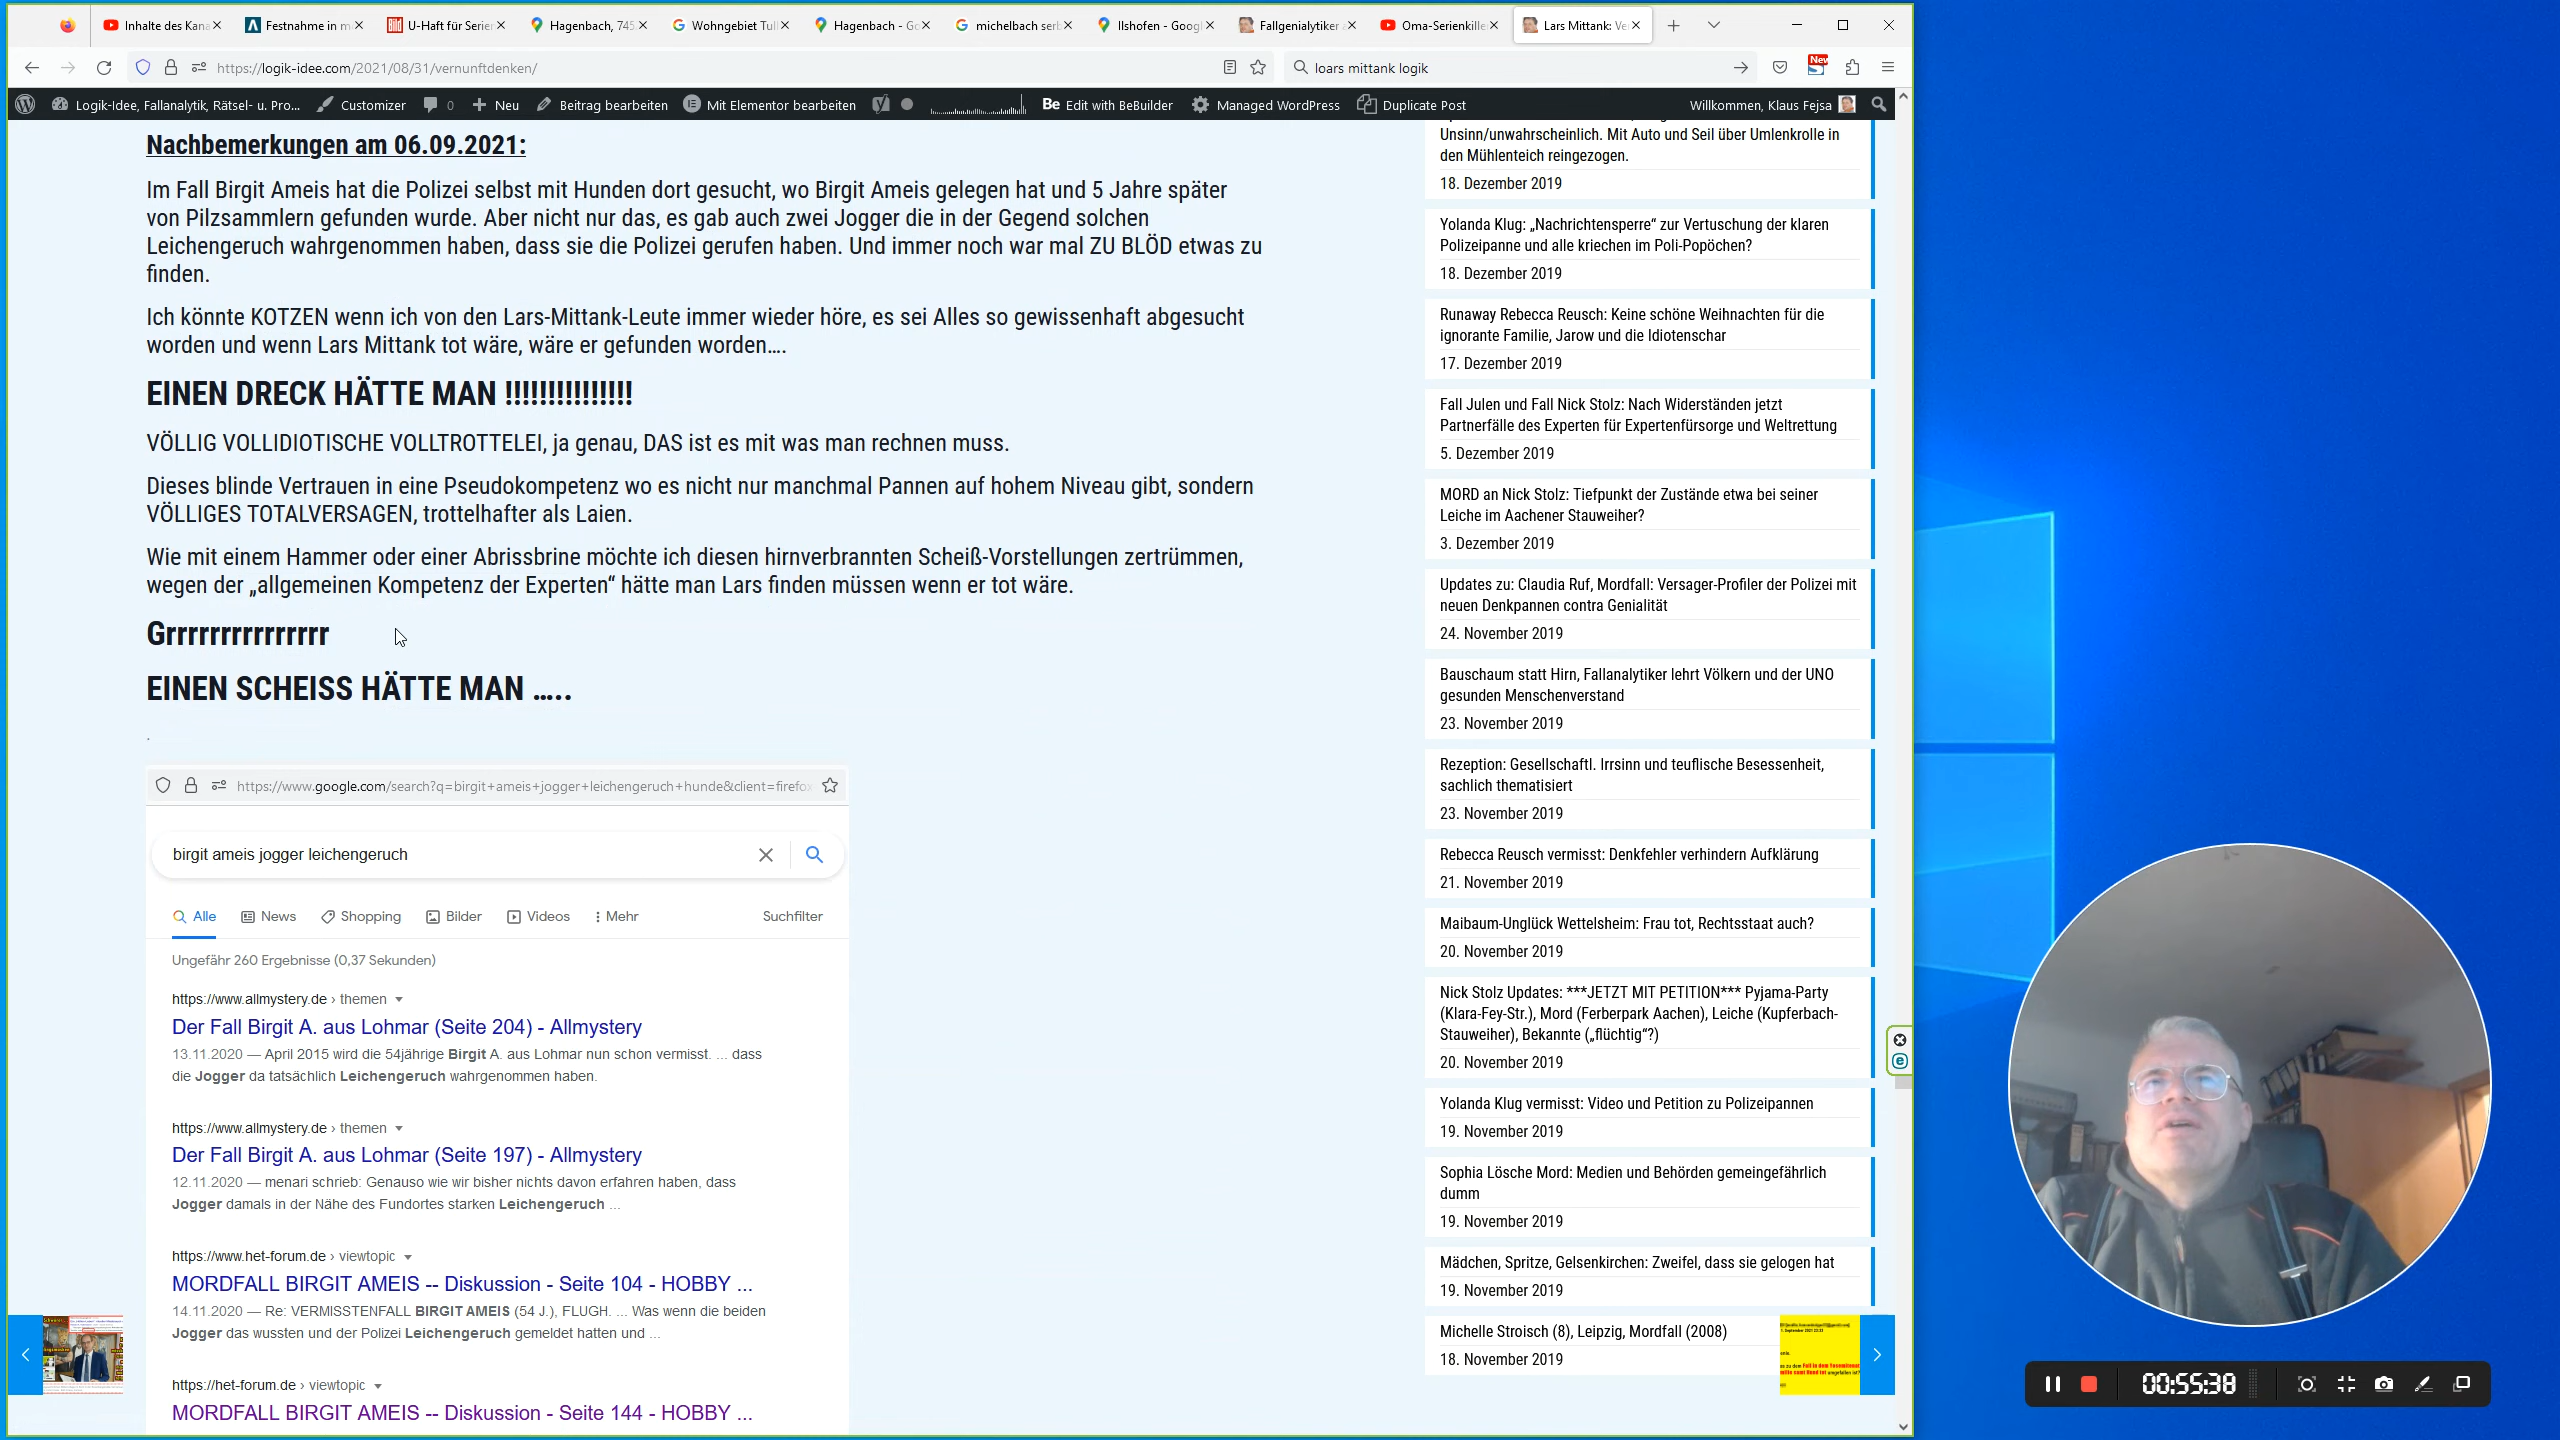 Inhalte des Kana
Festnahme in m
U-Haft für Serien
Hagenbach, 745
Wohngebiet Tull
Hagenbach - Go
michelbach serb
Ilshofen - Googl
Fallgenialytiker
Oma-Serienkille
Lars Mittank: Ve
https://logik-idee.com/2021/08/31/vernunftdenken/
loars mittank logik
New
Logik-Idee, Fallanalytik, Rätsel- u. Pro...
Customizer
0
Neu
Beitrag bearbeiten
Mit Elementor bearbeiten
Be Edit with BeBuilder
Managed WordPress
Duplicate Post
Willkommen, Klaus Fejsa
Nachbemerkungen am 06.09.2021:
Im Fall Birgit Ameis hat die Polizei selbst mit Hunden dort gesucht, wo Birgit Ameis gelegen hat und 5 Jahre später
von Pilzsammlern gefunden wurde. Aber nicht nur das, es gab auch zwei Jogger die in der Gegend solchen
Leichengeruch wahrgenommen haben, dass sie die Polizei gerufen haben. Und immer noch war mal ZU BLÖD etwas zu
finden.
Ich könnte KOTZEN wenn ich von den Lars-Mittank-Leute immer wieder höre, es sei Alles so gewissenhaft abgesucht
worden und wenn Lars Mittank tot wäre, wäre er gefunden worden….
EINEN DRECK HÄTTE MAN !!!!!!!!!!!!!!!
VÖLLIG VOLLIDIOTISCHE VOLLTROTTELEI, ja genau, DAS ist es mit was man rechnen muss.
Dieses blinde Vertrauen in eine Pseudokompetenz wo es nicht nur manchmal Pannen auf hohem Niveau gibt, sondern
VÖLLIGES TOTALVERSAGEN, trottelhafter als Laien.
Wie mit einem Hammer oder einer Abrissbrine möchte ich diesen hirnverbrannten Scheiß-Vorstellungen zertrümmen,
wegen der „allgemeinen Kompetenz der Experten“ hätte man Lars finden müssen wenn er tot wäre.
Grrrrrrrrrrrrrrr
EINEN SCHEISS HÄTTE MAN …..
.
https://www.google.com/search?q=birgit+ameis+jogger+leichengeruch+hunde&client=firefox
birgit ameis jogger leichengeruch
Alle
News
Shopping
Bilder
Videos
Mehr
Suchfilter
Ungefähr 260 Ergebnisse (0,37 Sekunden)
https://www.allmystery.de › themen
Der Fall Birgit A. aus Lohmar (Seite 204) - Allmystery
13.11.2020 — April 2015 wird die 54jährige Birgit A. aus Lohmar nun schon vermisst. ... dass
die Jogger da tatsächlich Leichengeruch wahrgenommen haben.
https://www.allmystery.de › themen
Der Fall Birgit A. aus Lohmar (Seite 197) - Allmystery
12.11.2020 — menari schrieb: Genauso wie wir bisher nichts davon erfahren haben, dass
Jogger damals in der Nähe des Fundortes starken Leichengeruch ...
https://www.het-forum.de › viewtopic
MORDFALL BIRGIT AMEIS -- Diskussion - Seite 104 - HOBBY ...
14.11.2020 — Re: VERMISSTENFALL BIRGIT AMEIS (54 J.), FLUGH. ... Was wenn die beiden
Jogger das wussten und der Polizei Leichengeruch gemeldet hatten und ...
https://het-forum.de › viewtopic
MORDFALL BIRGIT AMEIS -- Diskussion - Seite 144 - HOBBY ...
Unsinn/unwahrscheinlich. Mit Auto und Seil über Umlenkrolle in
den Mühlenteich reingezogen.
18. Dezember 2019
Yolanda Klug: „Nachrichtensperre“ zur Vertuschung der klaren
Polizeipanne und alle kriechen im Poli-Popöchen?
18. Dezember 2019
Runaway Rebecca Reusch: Keine schöne Weihnachten für die
ignorante Familie, Jarow und die Idiotenschar
17. Dezember 2019
Fall Julen und Fall Nick Stolz: Nach Widerständen jetzt
Partnerfälle des Experten für Expertenfürsorge und Weltrettung
5. Dezember 2019
MORD an Nick Stolz: Tiefpunkt der Zustände etwa bei seiner
Leiche im Aachener Stauweiher?
3. Dezember 2019
Updates zu: Claudia Ruf, Mordfall: Versager-Profiler der Polizei mit
neuen Denkpannen contra Genialität
24. November 2019
Bauschaum statt Hirn, Fallanalytiker lehrt Völkern und der UNO
gesunden Menschenverstand
23. November 2019
Rezeption: Gesellschaftl. Irrsinn und teuflische Besessenheit,
sachlich thematisiert
23. November 2019
Rebecca Reusch vermisst: Denkfehler verhindern Aufklärung
21. November 2019
Maibaum-Unglück Wettelsheim: Frau tot, Rechtsstaat auch?
20. November 2019
Nick Stolz Updates: ***JETZT MIT PETITION*** Pyjama-Party
(Klara-Fey-Str.), Mord (Ferberpark Aachen), Leiche (Kupferbach-
Stauweiher), Bekannte („flüchtig“?)
20. November 2019
Yolanda Klug vermisst: Video und Petition zu Polizeipannen
19. November 2019
Sophia Lösche Mord: Medien und Behörden gemeingefährlich
dumm
19. November 2019
Mädchen, Spritze, Gelsenkirchen: Zweifel, dass sie gelogen hat
19. November 2019
Michelle Stroisch (8), Leipzig, Mordfall (2008)
18. November 2019
00:55:38